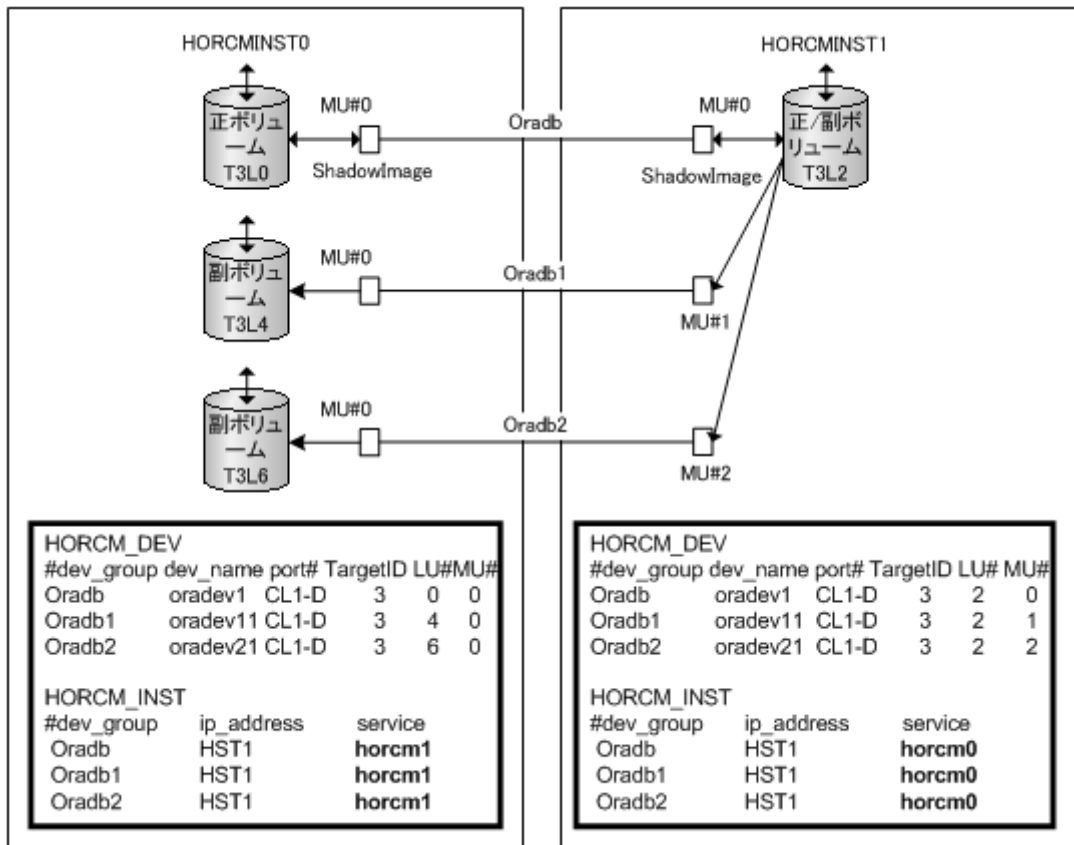 HORCMINST0
MU#0
正ボリュ
ーム
T3L0
ShadowImage
Oradb
HORCMINST1
MU#0
正/副ボ
リューム
T3L2
ShadowImage
MU#0
副ボリュ
ーム
T3L4
Oradb1
MU#1
MU#0
副ボリュ
ーム
T3L6
Oradb2
MU#2
HORCM_DEV
#dev_group dev_name port# TargetID LU#MU#
Oradb oradev1 CL1-D 3 0 0
Oradb1 oradev11 CL1-D 3 4 0
Oradb2 oradev21 CL1-D 3 6 0
HORCM_INST
#dev_group ip_address service
Oradb HST1 horcm1
Oradb1 HST1 horcm1
Oradb2 HST1 horcm1
HORCM_DEV
#dev_group dev_name port# TargetID LU# MU#
Oradb oradev1 CL1-D 3 2 0
Oradb1 oradev11 CL1-D 3 2 1
Oradb2 oradev21 CL1-D 3 2 2
HORCM_INST
#dev_group ip_address service
Oradb HST1 horcm0
Oradb1 HST1 horcm0
Oradb2 HST1 horcm0